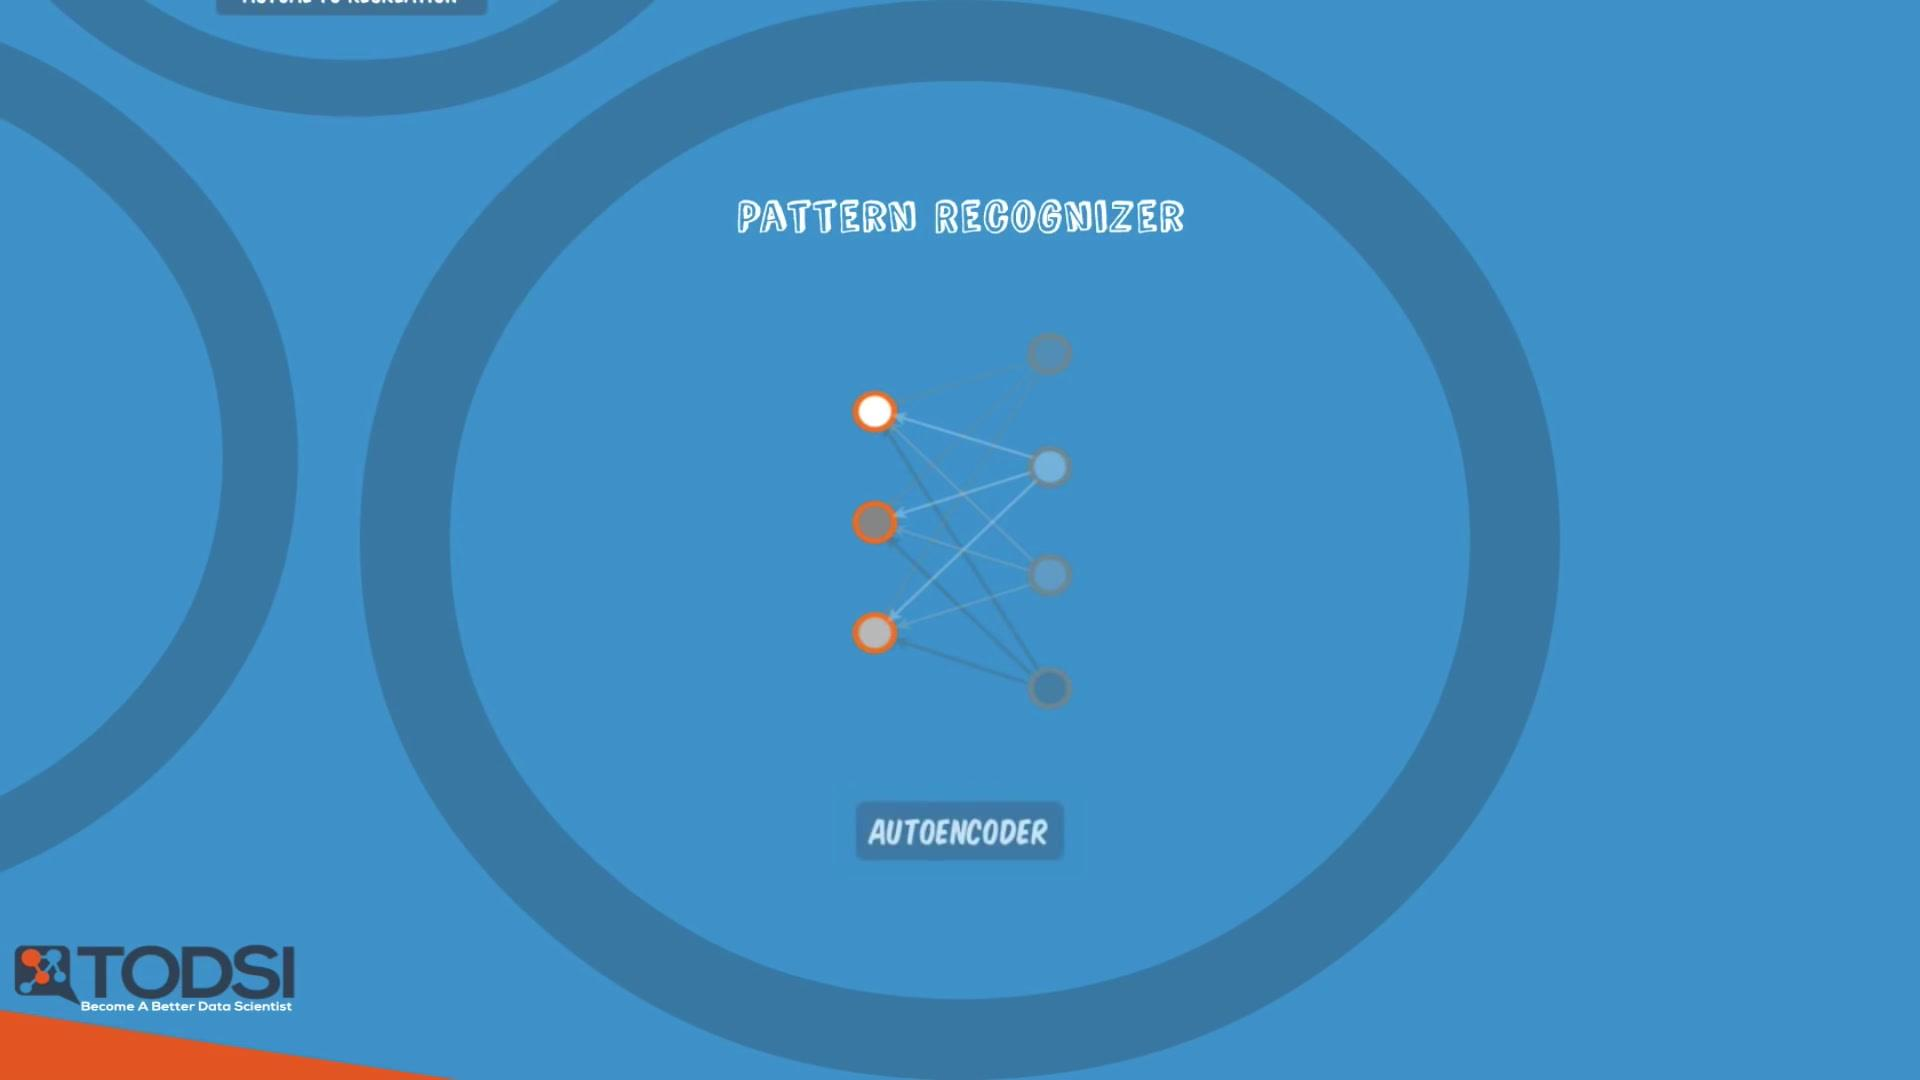 PATTERN RECOGNIZER
AUTOENCODER
TODSI
Become A Better Data Scientist